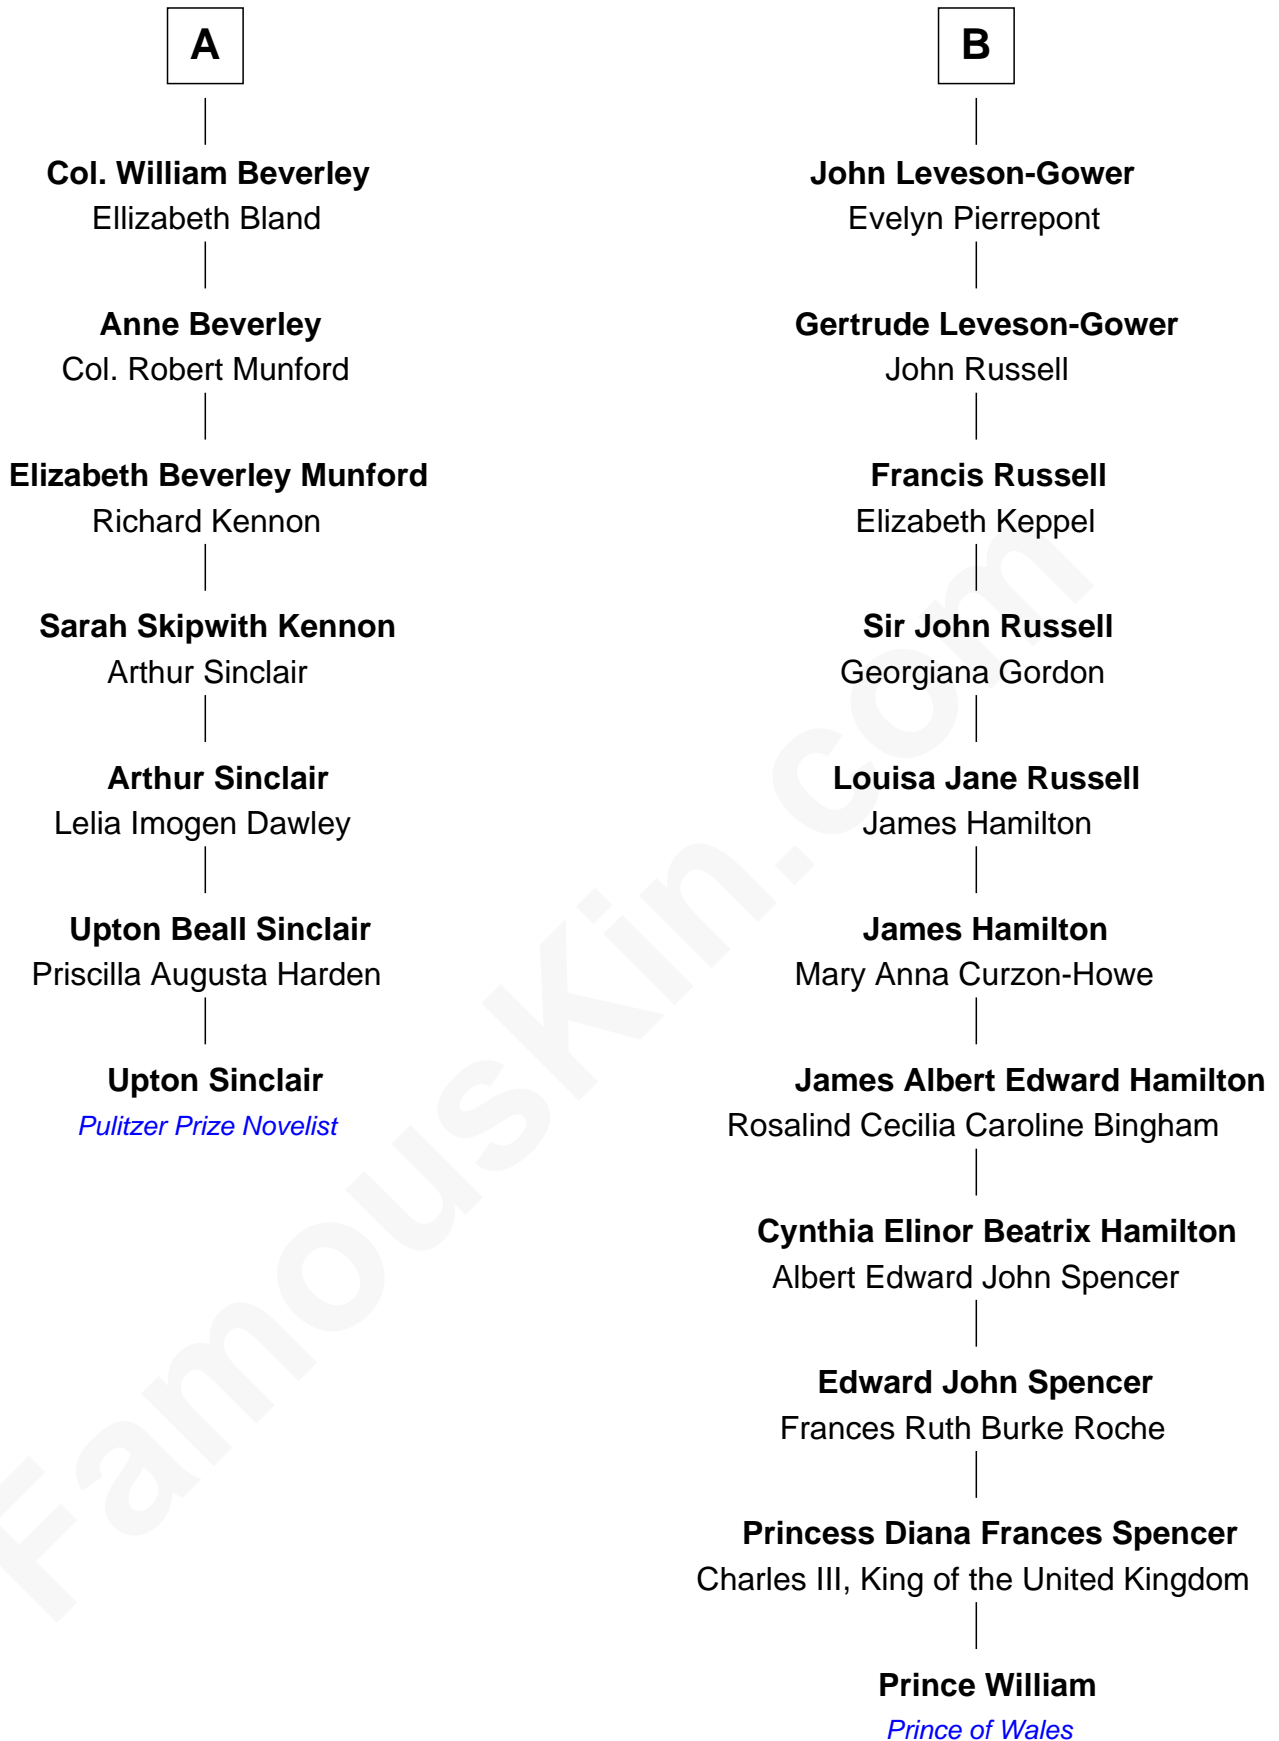 A
Col. William Beverley
Ellizabeth Bland
Anne Beverley
Col. Robert Munford
Elizabeth Beverley Munford
Richard Kennon
Sarah Skipwith Kennon
Arthur Sinclair
Arthur Sinclair
Lelia Imogen Dawley
Upton Beall Sinclair
Priscilla Augusta Harden
Upton Sinclair
Pulitzer Prize Novelist
B
John Leveson-Gower
Evelyn Pierrepont
Gertrude Leveson-Gower
John Russell
Francis Russell
Elizabeth Keppel
Sir John Russell
Georgiana Gordon
Louisa Jane Russell
James Hamilton
James Hamilton
Mary Anna Curzon-Howe
James Albert Edward Hamilton
Rosalind Cecilia Caroline Bingham
Cynthia Elinor Beatrix Hamilton
Albert Edward John Spencer
Edward John Spencer
Frances Ruth Burke Roche
Princess Diana Frances Spencer
Charles III, King of the United Kingdom
Prince William
Prince of Wales
FamousKin.com